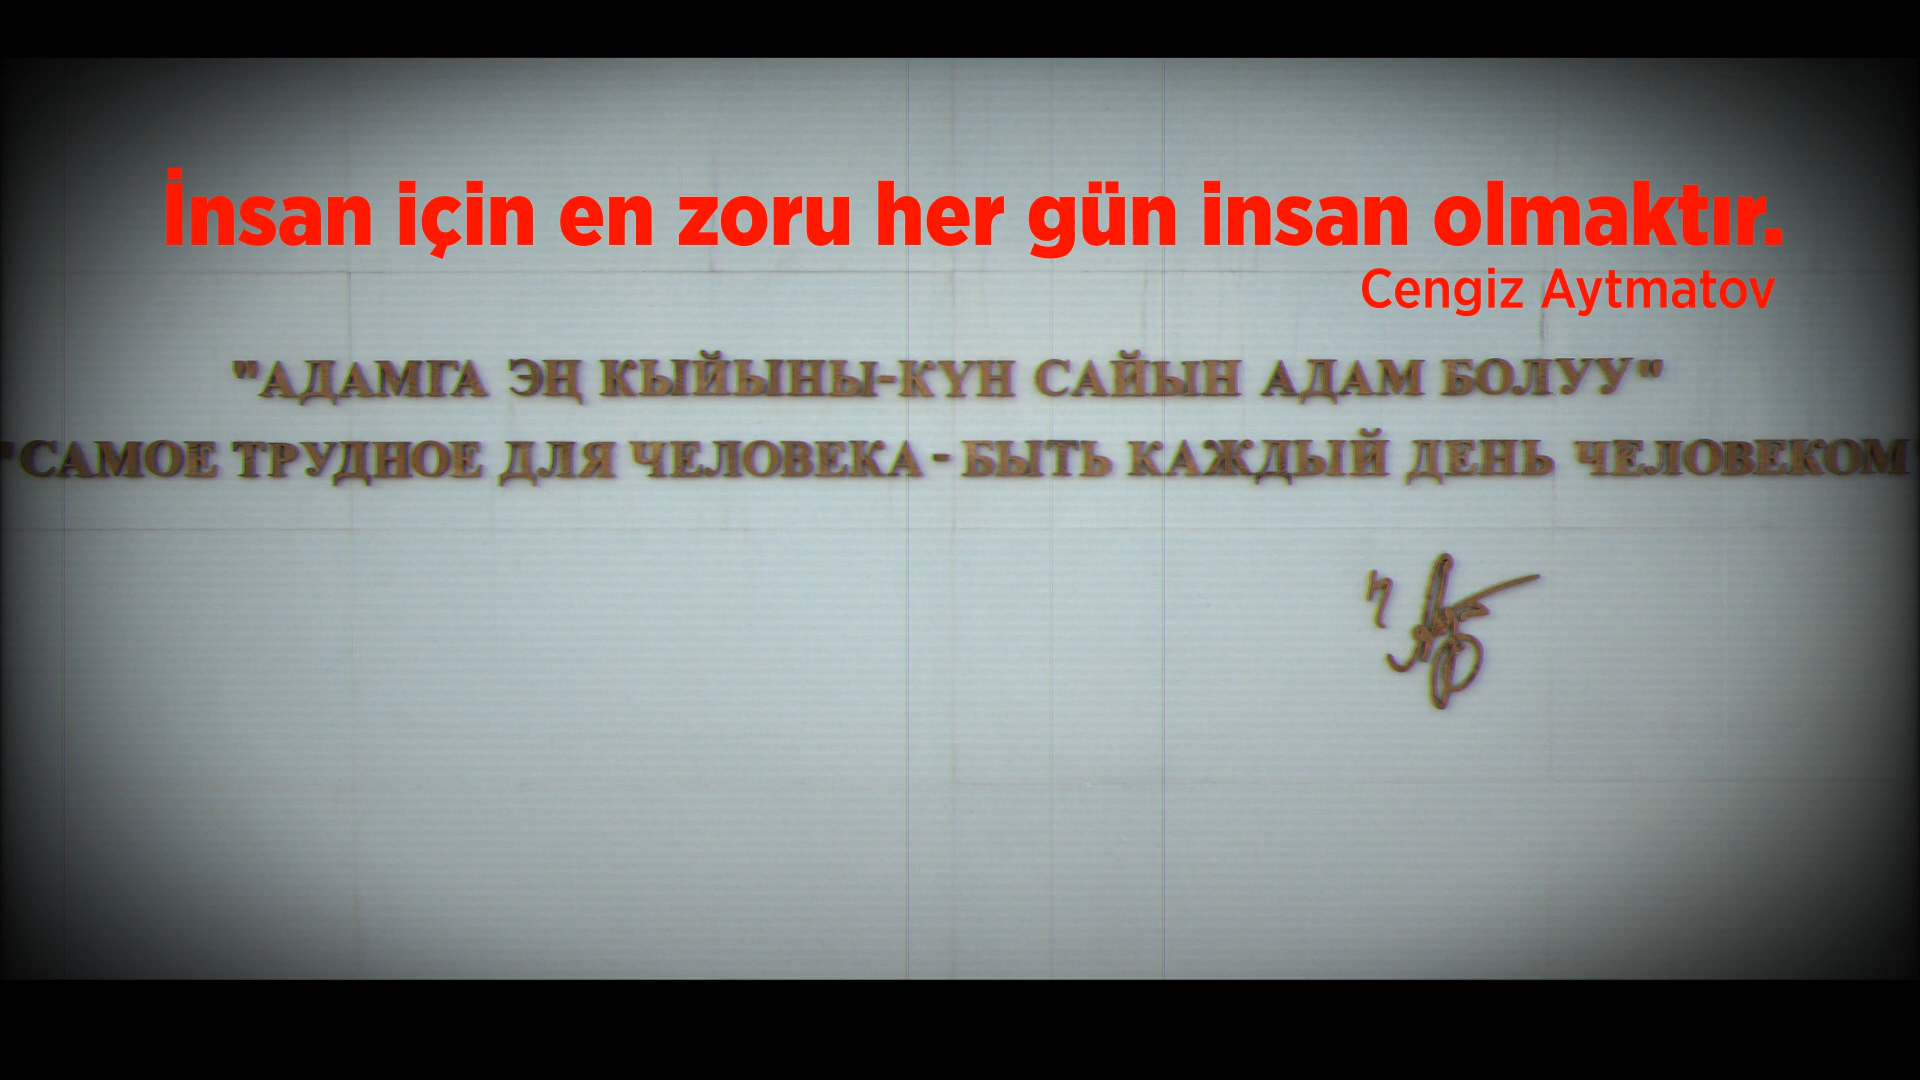 İnsan için en zoru her gün insan olmaktır.
Cengiz Aytmatov
"АДАМГА ЭҢ КЫЙЫНЫ-КҮН САЙЫН АДАМ БОЛУУ"
"САМОЕ ТРУДНОЕ ДЛЯ ЧЕЛОВЕКА - БЫТЬ КАЖДЫЙ ДЕНЬ ЧЕЛОВЕКОМ